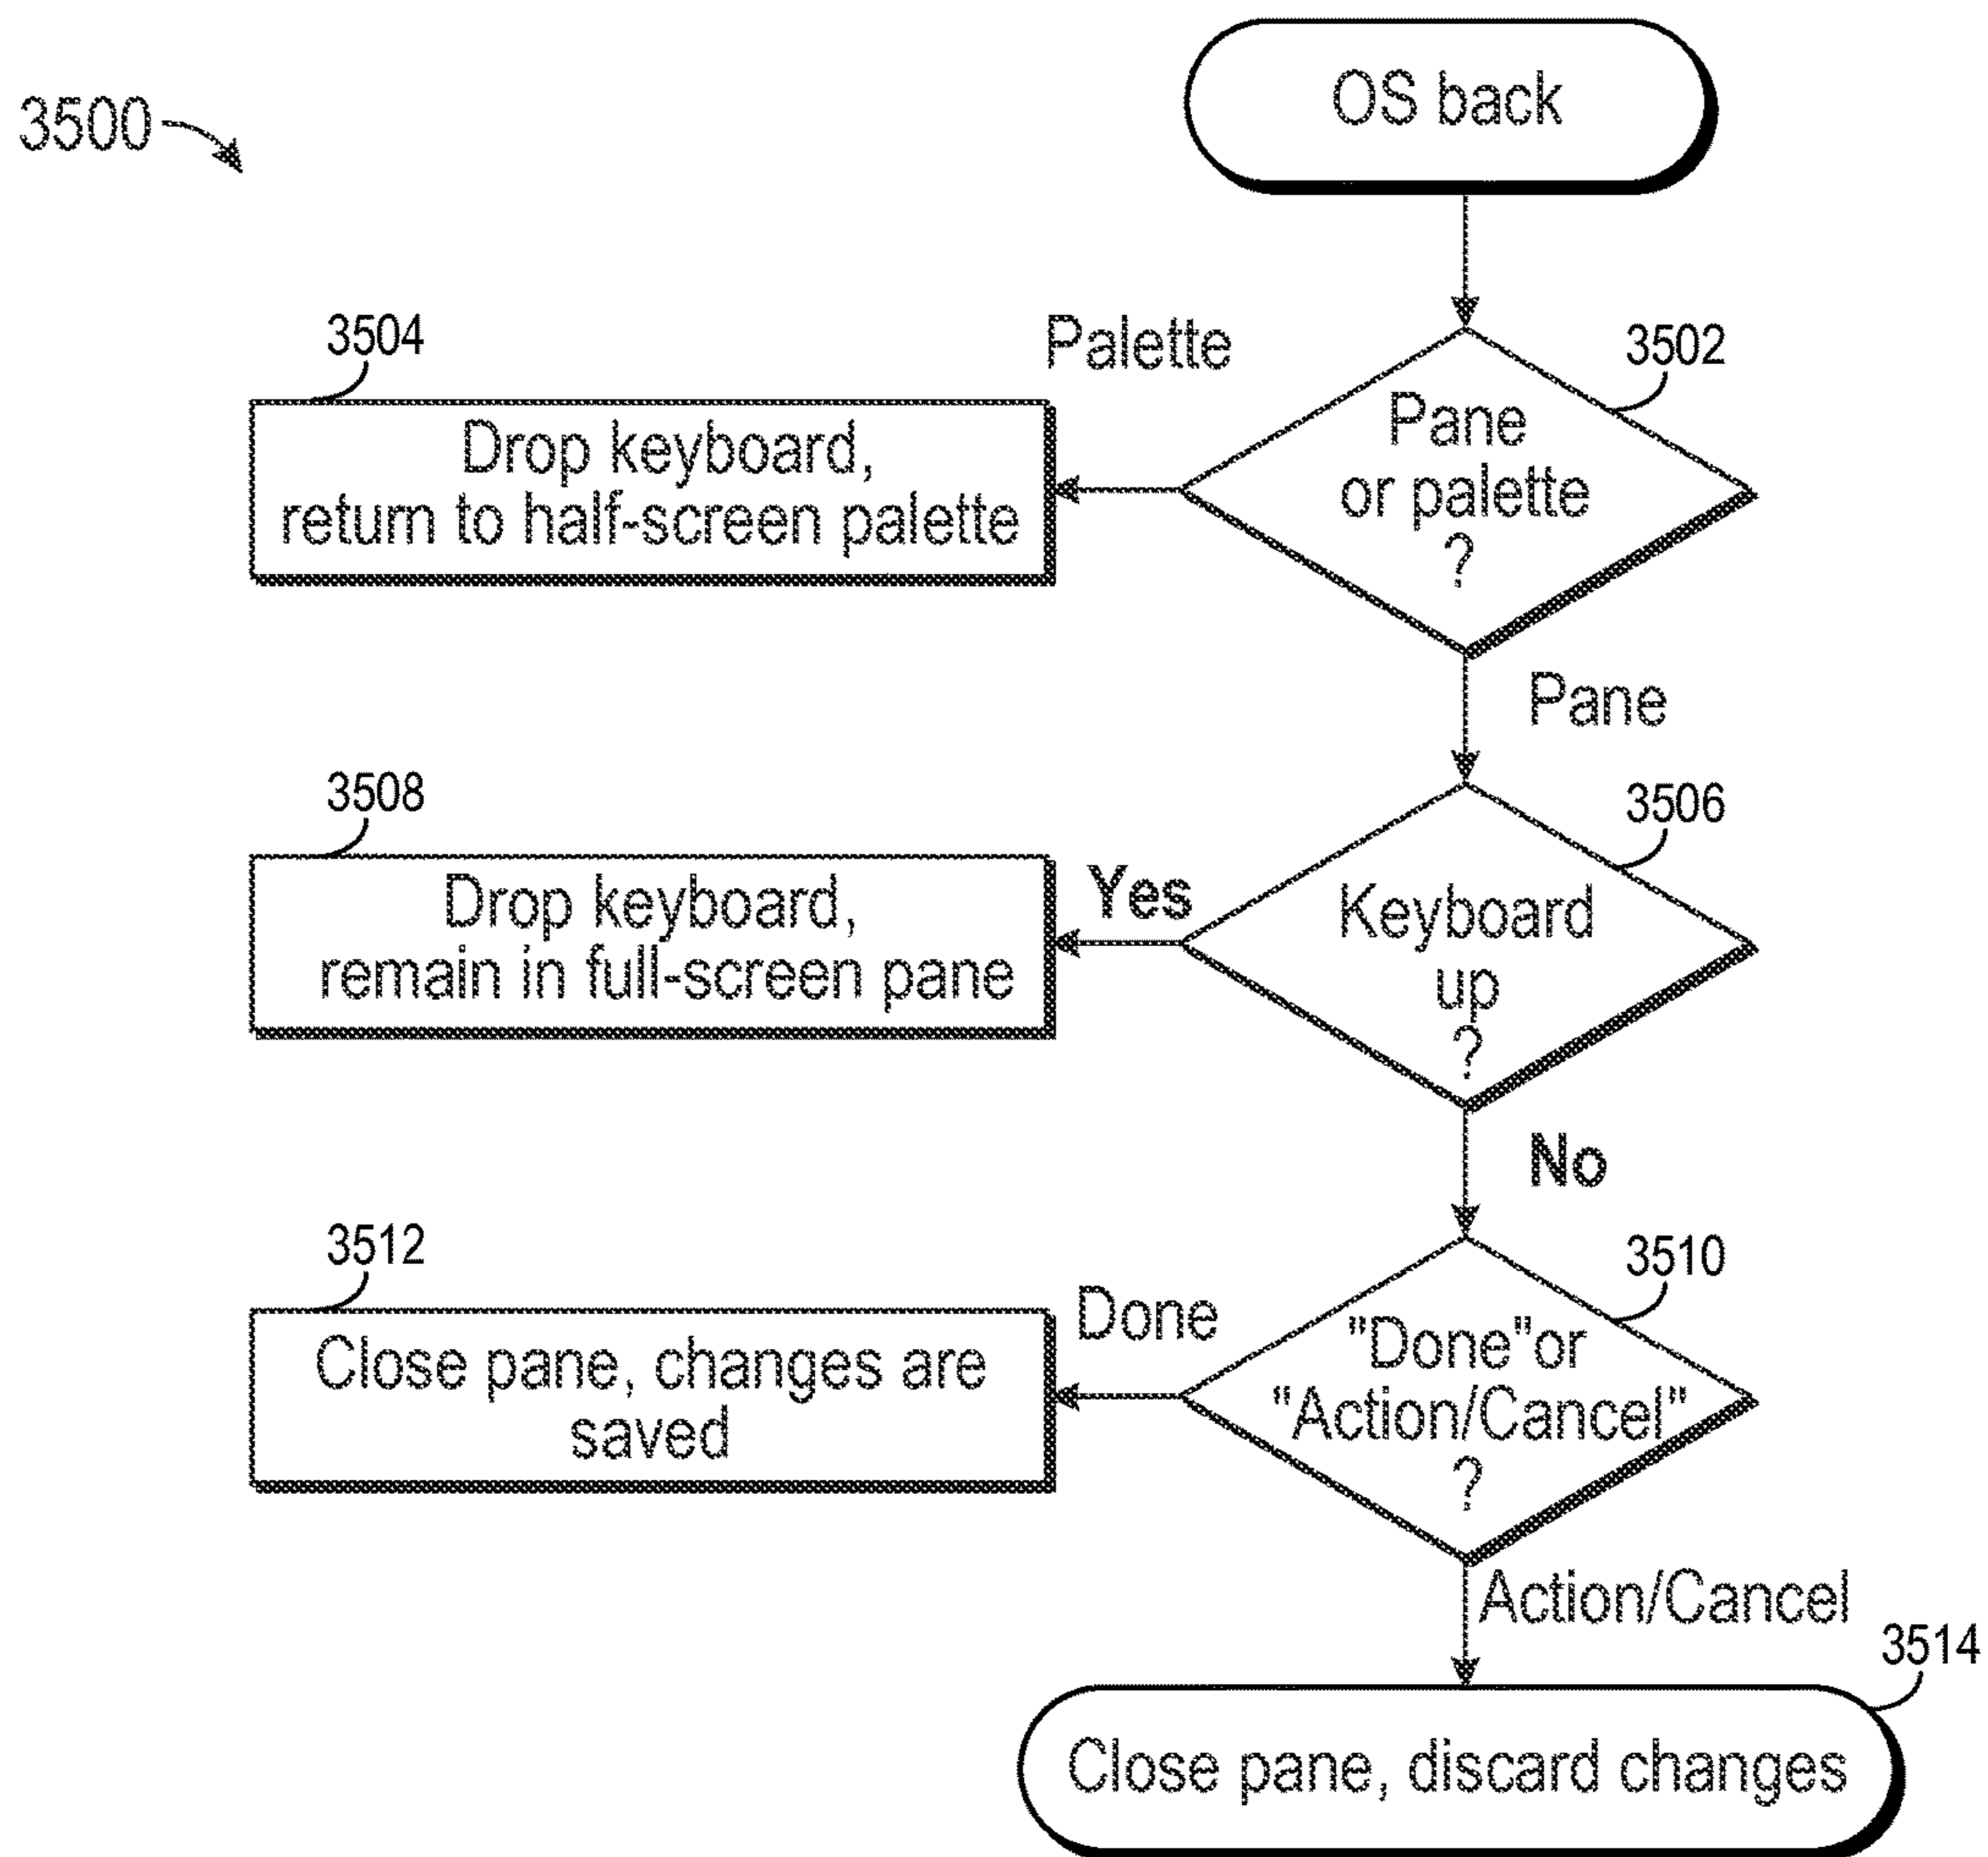 OS back
3500
3504
Palette
3502
Drop keyboard,
return to half-screen palette
Pane
or palette
?
Pane
3508
3506
Drop keyboard,
remain in full-screen pane
Yes
Keyboard
up
?
No
3512
3510
Close pane, changes are
saved
Done
"Done"or
"Action/Cancel"
?
Action/Cancel
3514
Close pane, discard changes